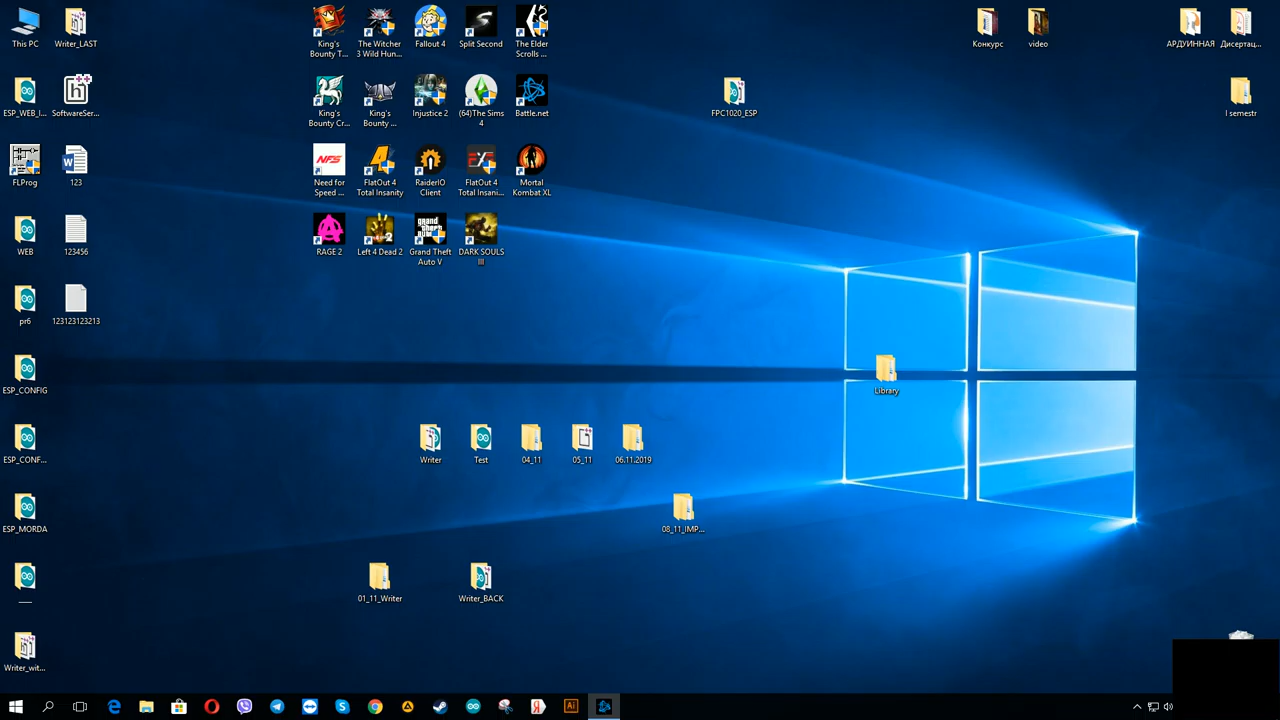 This PC
Writer_LAST
King's
Bounty T...
The Witcher
3 Wild Hun...
Fallout 4
Split Second
The Elder
Scrolls ...
Конкурс
video
АРДУИННАЯ
Дисертац...
ESP_WEB_I...
SoftwareSer...
King's
Bounty Cr...
King's
Bounty ...
Injustice 2
(64)The Sims
4
Battle.net
FPC1020_ESP
I semestr
FLProg
123
NFS
Need for
Speed ...
FlatOut 4
Total Insanity
RaiderIO
Client
FlatOut 4
Total Insani...
Mortal
Kombat XL
WEB
123456
RAGE 2
Left 4 Dead 2
Grand Theft
Auto V
DARK SOULS
III
pr6
123123123213
ESP_CONFIG
Library
ESP_CONF...
Writer
Test
04_11
05_11
06.11.2019
ESP_MORDA
08_11_IMP...
01_11_Writer
Writer_BACK
Writer_wit...